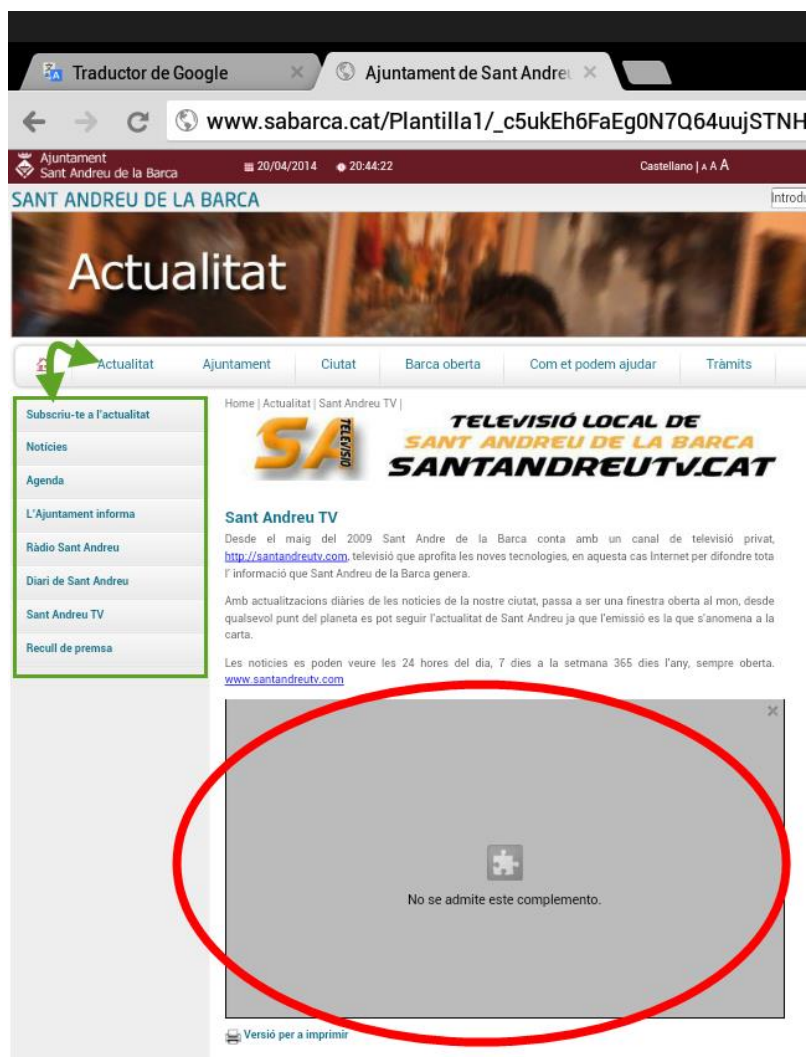 Traductor de Google
Ajuntament de Sant Andreu
www.sabarca.cat/Plantilla1/_c5ukEh6FaEg0N7Q64uujSTNH
Ajuntament
Sant Andreu de la Barca
20/04/2014 20:44:22
Castellano | A A A
SANT ANDREU DE LA BARCA
Introdu
Actualitat
Actualitat Ajuntament Ciutat Barca oberta Com et podem ajudar Tràmits
Subscriu-te a l'actualitat
Notícies
Agenda
L'Ajuntament informa
Ràdio Sant Andreu
Diari de Sant Andreu
Sant Andreu TV
Recull de premsa
Home | Actualitat | Sant Andreu TV |
SA TELEVISIÓ
TELEVISIÓ LOCAL DE
SANT ANDREU DE LA BARCA
SANTANDREUTV.CAT
Sant Andreu TV
Desde el maig del 2009 Sant Andre de la Barca conta amb un canal de televisió privat,
http://santandreutv.com, televisió que aprofita les noves tecnologies, en aquesta cas Internet per difondre tota
l' informació que Sant Andreu de la Barca genera.
Amb actualitzacions diàries de les noticies de la nostre ciutat, passa a ser una finestra oberta al mon, desde
qualsevol punt del planeta es pot seguir l'actualitat de Sant Andreu ja que l'emissió es la que s'anomena a la
carta.
Les noticies es poden veure les 24 hores del dia, 7 dies a la setmana 365 dies l'any, sempre oberta.
www.santandreutv.com
No se admite este complemento.
Versió per a imprimir